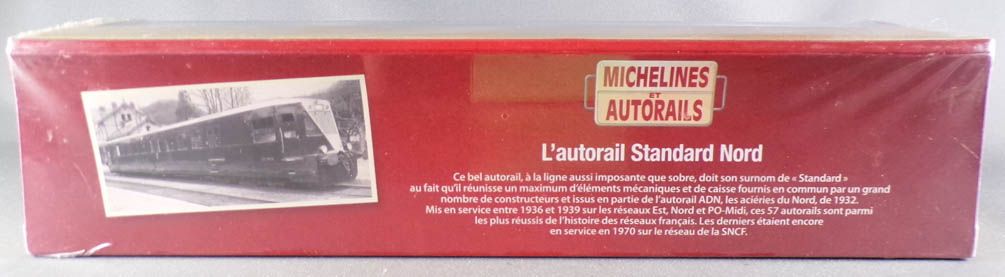 MICHELINES
ET
AUTORAILS
L'autorail Standard Nord
Ce bel autorail, à la ligne aussi imposante que sobre, doit son surnom de « Standard »
au fait qu'il réunisse un maximum d'éléments mécaniques et de caisse fournis en commun par un grand
nombre de constructeurs et issus en partie de l'autorail ADN, les aciéries du Nord, de 1932.
Mis en service entre 1936 et 1939 sur les réseaux Est, Nord et PO-Midi, ces 57 autorails sont parmi
les plus réussis de l'histoire des réseaux français. Les derniers étaient encore
en service en 1970 sur le réseau de la SNCF.